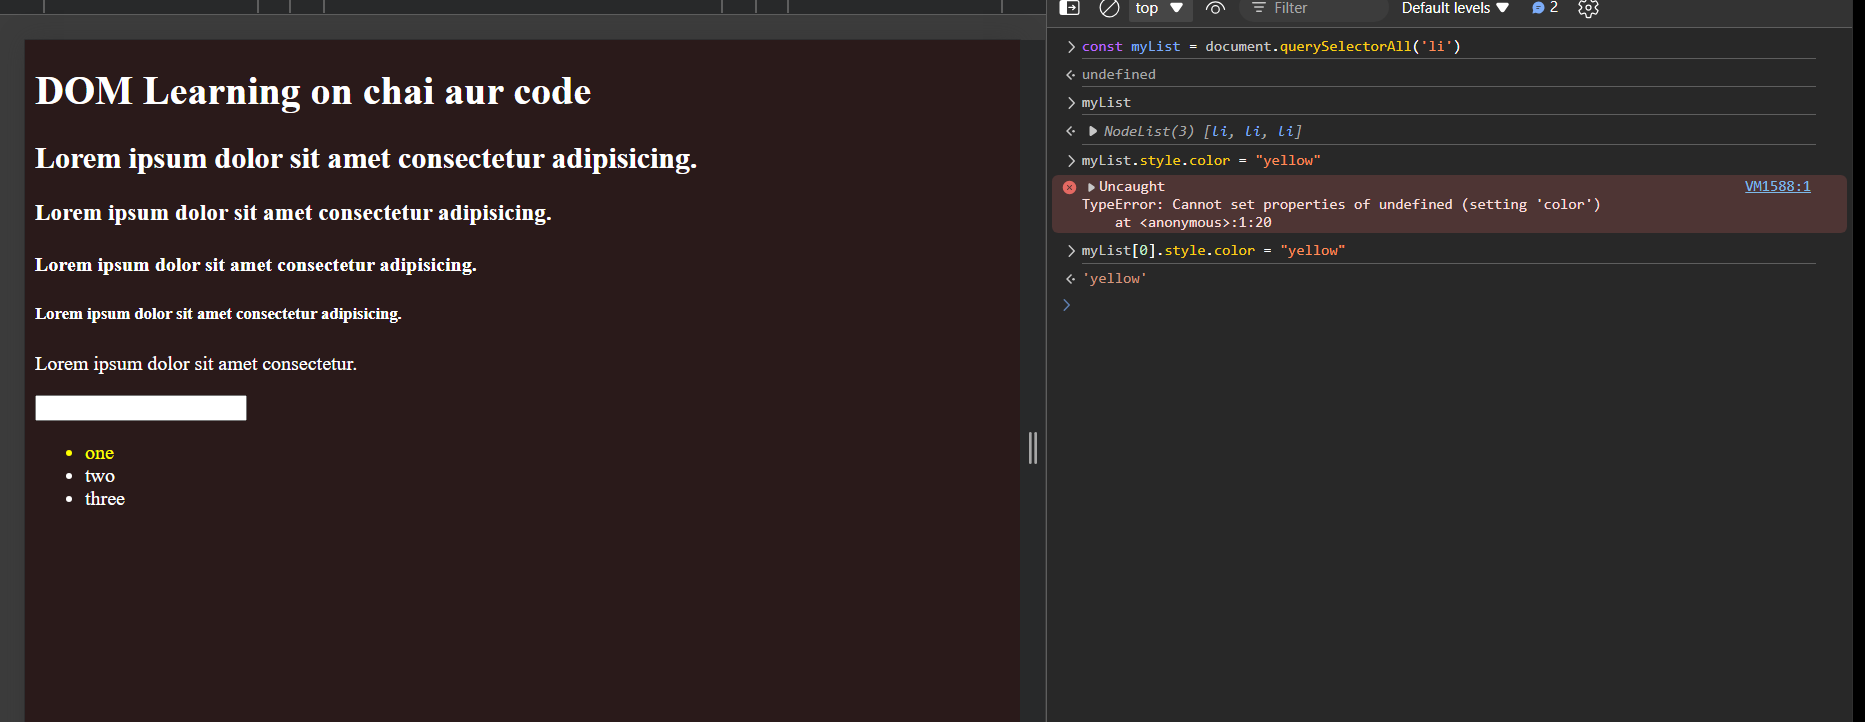 DOM Learning on chai aur code
Lorem ipsum dolor sit amet consectetur adipisicing.
Lorem ipsum dolor sit amet consectetur adipisicing.
Lorem ipsum dolor sit amet consectetur adipisicing.
Lorem ipsum dolor sit amet consectetur adipisicing.
Lorem ipsum dolor sit amet consectetur.
one
two
three
top Filter Default levels 2
const myList = document.querySelectorAll('li')
undefined
myList
NodeList(3) [li, li, li]
myList.style.color = "yellow"
Uncaught VM1588:1
TypeError: Cannot set properties of undefined (setting 'color')
at <anonymous>:1:20
myList[0].style.color = "yellow"
'yellow'